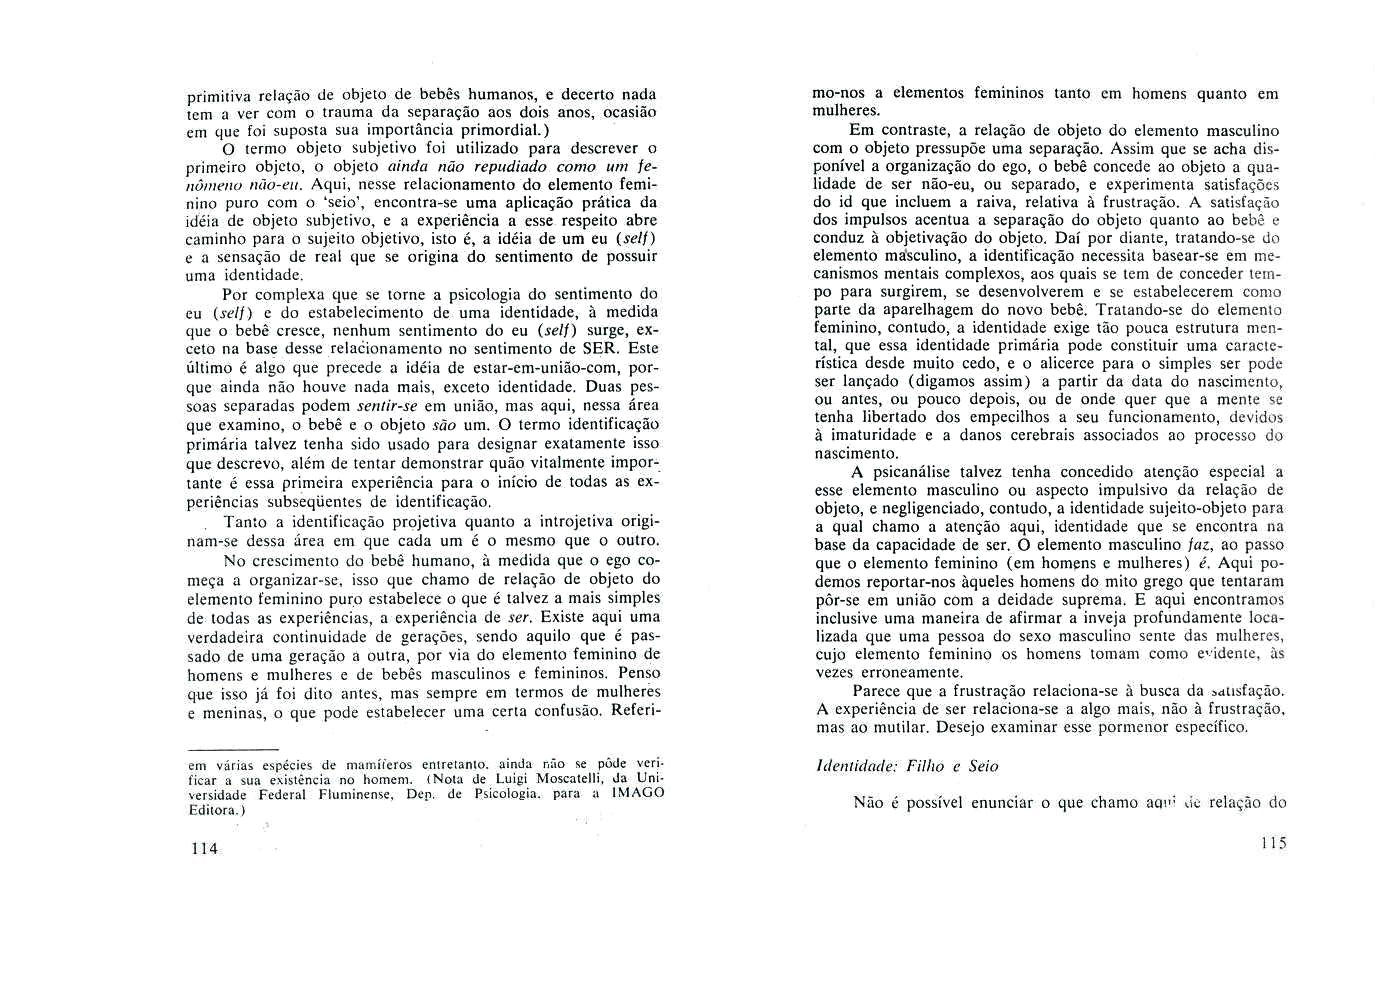 primitiva relação de objeto de bebês humanos, e decerto nada
tem a ver com o trauma da separação aos dois anos, ocasião
em que foi suposta sua importância primordial.)
O termo objeto subjetivo foi utilizado para descrever o
primeiro objeto, o objeto ainda não repudiado como um fe-
nômeno não-eu. Aqui, nesse relacionamento do elemento femi-
nino puro com o ‘seio’, encontra-se uma aplicação prática da
idéia de objeto subjetivo, e a experiência a esse respeito abre
caminho para o sujeito objetivo, isto é, a idéia de um eu (self)
e a sensação de real que se origina do sentimento de possuir
uma identidade.
Por complexa que se torne a psicologia do sentimento do
eu (self) e do estabelecimento de uma identidade, à medida
que o bebê cresce, nenhum sentimento do eu (self) surge, ex-
ceto na base desse relacionamento no sentimento de SER. Este
último é algo que precede a idéia de estar-em-união-com, por-
que ainda não houve nada mais, exceto identidade. Duas pes-
soas separadas podem sentir-se em união, mas aqui, nessa área
que examino, o bebê e o objeto são um. O termo identificação
primária talvez tenha sido usado para designar exatamente isso
que descrevo, além de tentar demonstrar quão vitalmente impor-
tante é essa primeira experiência para o início de todas as ex-
periências subseqüentes de identificação.
Tanto a identificação projetiva quanto a introjetiva origi-
nam-se dessa área em que cada um é o mesmo que o outro.
No crescimento do bebê humano, à medida que o ego co-
meça a organizar-se, isso que chamo de relação de objeto do
elemento feminino puro estabelece o que é talvez a mais simples
de todas as experiências, a experiência de ser. Existe aqui uma
verdadeira continuidade de gerações, sendo aquilo que é pas-
sado de uma geração a outra, por via do elemento feminino de
homens e mulheres e de bebês masculinos e femininos. Penso
que isso já foi dito antes, mas sempre em termos de mulheres
e meninas, o que pode estabelecer uma certa confusão. Referi-
em várias espécies de mamíferos entretanto. ainda não se pôde veri-
ficar a sua existência no homem. (Nota de Luigi Moscatelli, da Uni-
versidade Federal Fluminense, Dep. de Psicologia. para a IMAGO
Editora.)
114
mo-nos a elementos femininos tanto em homens quanto em
mulheres.
Em contraste, a relação de objeto do elemento masculino
com o objeto pressupõe uma separação. Assim que se acha dis-
ponível a organização do ego, o bebê concede ao objeto a qua-
lidade de ser não-eu, ou separado, e experimenta satisfações
do id que incluem a raiva, relativa à frustração. A satisfação
dos impulsos acentua a separação do objeto quanto ao bebê e
conduz à objetivação do objeto. Daí por diante, tratando-se do
elemento masculino, a identificação necessita basear-se em me-
canismos mentais complexos, aos quais se tem de conceder tem-
po para surgirem, se desenvolverem e se estabelecerem como
parte da aparelhagem do novo bebê. Tratando-se do elemento
feminino, contudo, a identidade exige tão pouca estrutura men-
tal, que essa identidade primária pode constituir uma caracte-
rística desde muito cedo, e o alicerce para o simples ser pode
ser lançado (digamos assim) a partir da data do nascimento,
ou antes, ou pouco depois, ou de onde quer que a mente se
tenha libertado dos empecilhos a seu funcionamento, devidos
à imaturidade e a danos cerebrais associados ao processo do
nascimento.
A psicanálise talvez tenha concedido atenção especial a
esse elemento masculino ou aspecto impulsivo da relação de
objeto, e negligenciado, contudo, a identidade sujeito-objeto para
a qual chamo a atenção aqui, identidade que se encontra na
base da capacidade de ser. O elemento masculino faz, ao passo
que o elemento feminino (em homens e mulheres) é. Aqui po-
demos reportar-nos àqueles homens do mito grego que tentaram
pôr-se em união com a deidade suprema. E aqui encontramos
inclusive uma maneira de afirmar a inveja profundamente loca-
lizada que uma pessoa do sexo masculino sente das mulheres,
cujo elemento feminino os homens tomam como evidente, às
vezes erroneamente.
Parece que a frustração relaciona-se à busca da satisfação.
A experiência de ser relaciona-se a algo mais, não à frustração,
mas ao mutilar. Desejo examinar esse pormenor específico.
Identidade: Filho e Seio
Não é possível enunciar o que chamo aqui de relação do
115